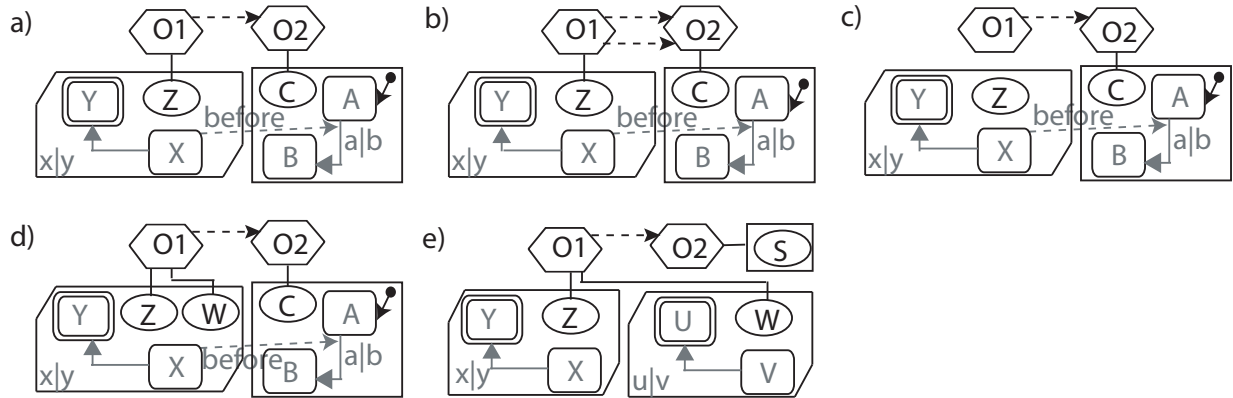 a) O1 O2
Y Z C A
before
X B a|b
x|y
b) O1 O2
Y Z C A
before
X B a|b
x|y
c) O1 O2
Y Z C A
before
X B a|b
x|y
d) O1 O2
Y Z W C A
before
X B a|b
x|y
e) O1 O2 S
Y Z U W
x|y X u|v V